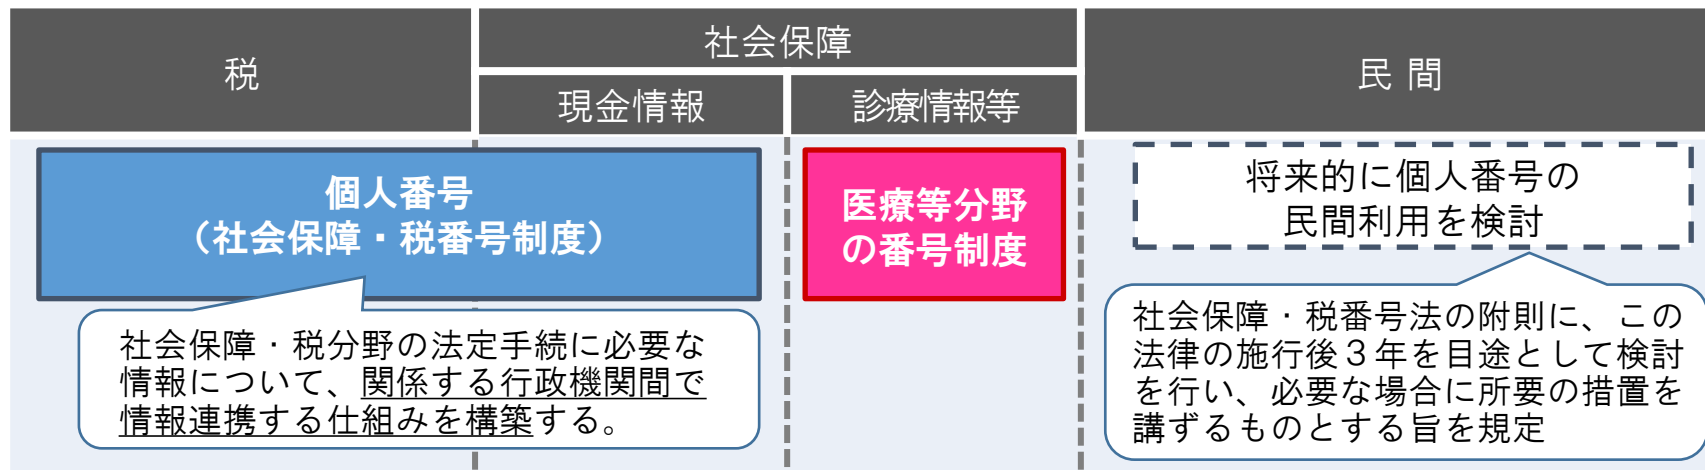 税
社会保障
民 間
現金情報
診療情報等
個人番号
（社会保障・税番号制度）
医療等分野
の番号制度
将来的に個人番号の
民間利用を検討
社会保障・税分野の法定手続に必要な
情報について、関係する行政機関間で
情報連携する仕組みを構築する。
社会保障・税番号法の附則に、この
法律の施行後３年を目途として検討
を行い、必要な場合に所要の措置を
講ずるものとする旨を規定